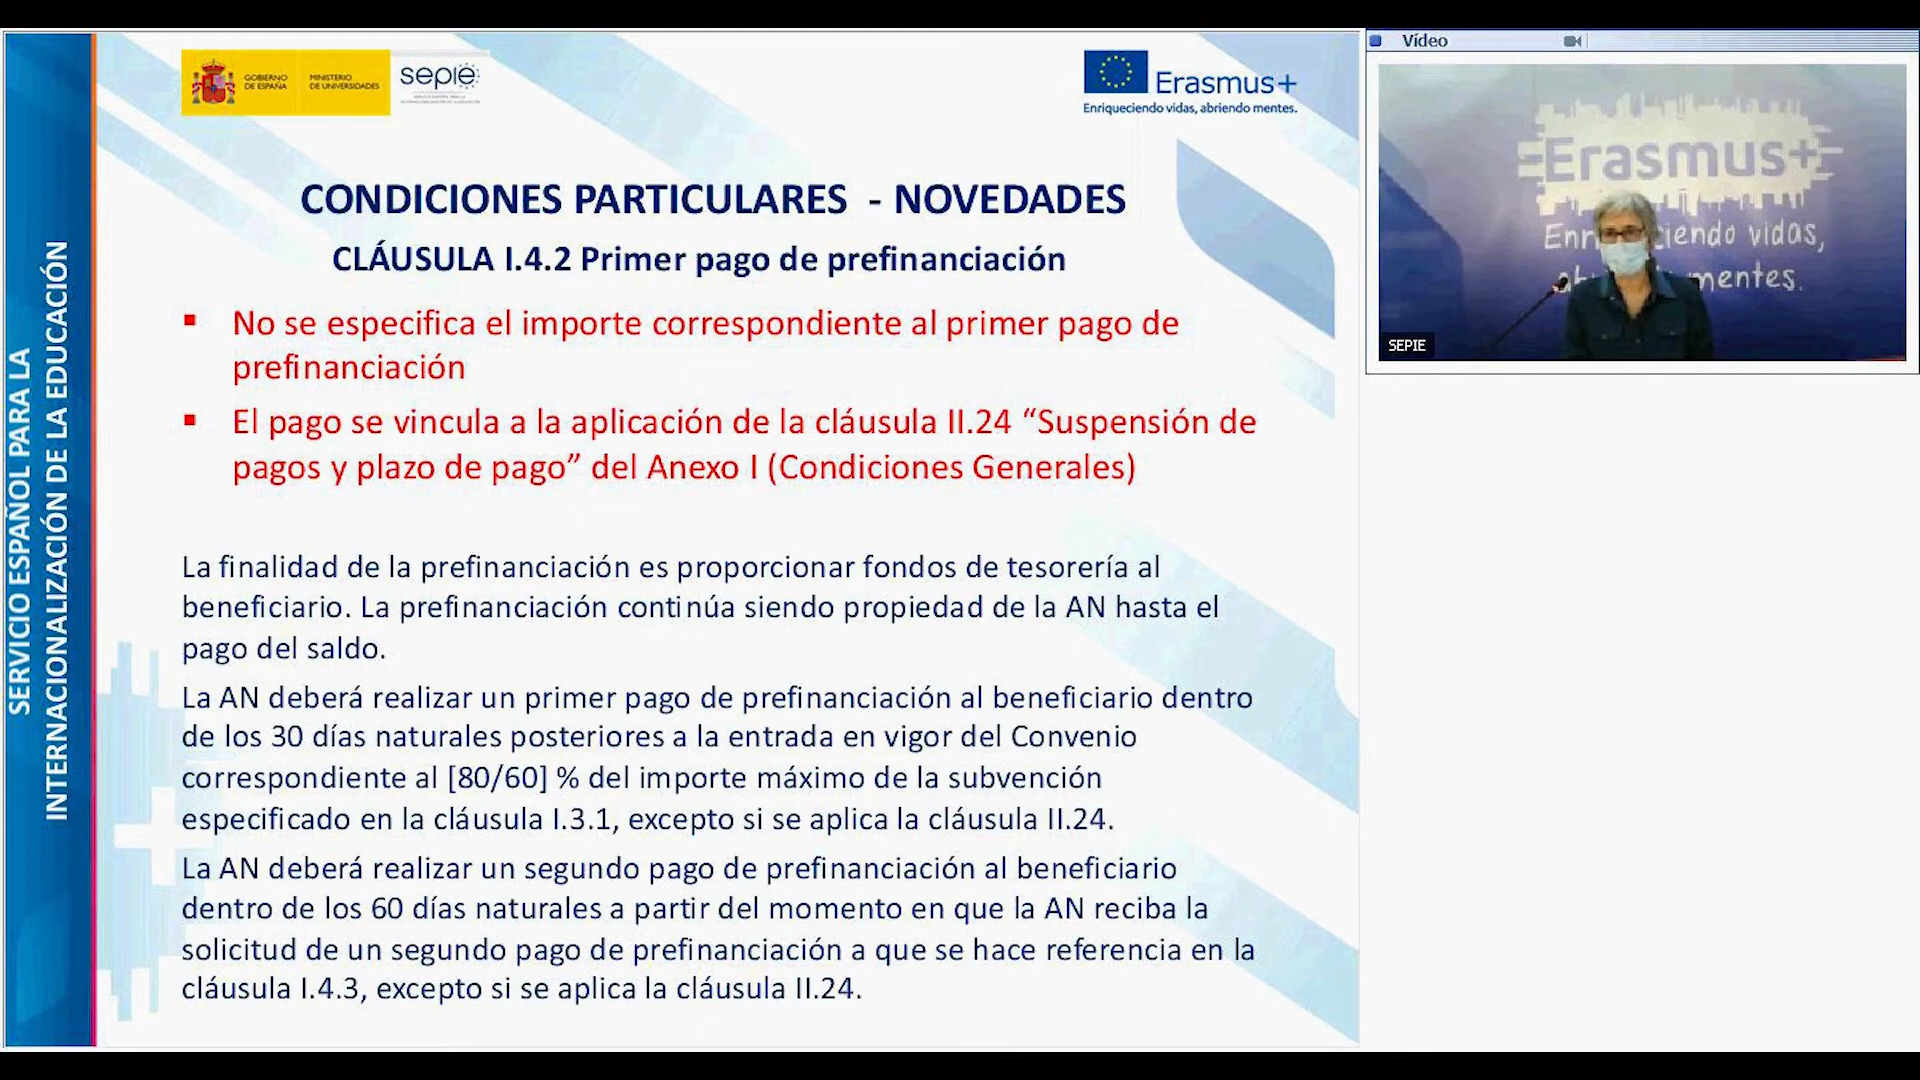 GOBIERNO
DE ESPAÑA
MINISTERIO
DE UNIVERSIDADES
sepie
Erasmus+
Enriqueciendo vidas, abriendo mentes.
SERVICIO ESPAÑOL PARA LA
INTERNACIONALIZACIÓN DE LA EDUCACIÓN
CONDICIONES PARTICULARES - NOVEDADES
CLÁUSULA I.4.2 Primer pago de prefinanciación
▪ No se especifica el importe correspondiente al primer pago de
prefinanciación
▪ El pago se vincula a la aplicación de la cláusula II.24 “Suspensión de
pagos y plazo de pago” del Anexo I (Condiciones Generales)
La finalidad de la prefinanciación es proporcionar fondos de tesorería al
beneficiario. La prefinanciación continúa siendo propiedad de la AN hasta el
pago del saldo.
La AN deberá realizar un primer pago de prefinanciación al beneficiario dentro
de los 30 días naturales posteriores a la entrada en vigor del Convenio
correspondiente al [80/60] % del importe máximo de la subvención
especificado en la cláusula I.3.1, excepto si se aplica la cláusula II.24.
La AN deberá realizar un segundo pago de prefinanciación al beneficiario
dentro de los 60 días naturales a partir del momento en que la AN reciba la
solicitud de un segundo pago de prefinanciación a que se hace referencia en la
cláusula I.4.3, excepto si se aplica la cláusula II.24.
Vídeo
Erasmus+
Enr iendo vidas,
mentes.
SEPIE